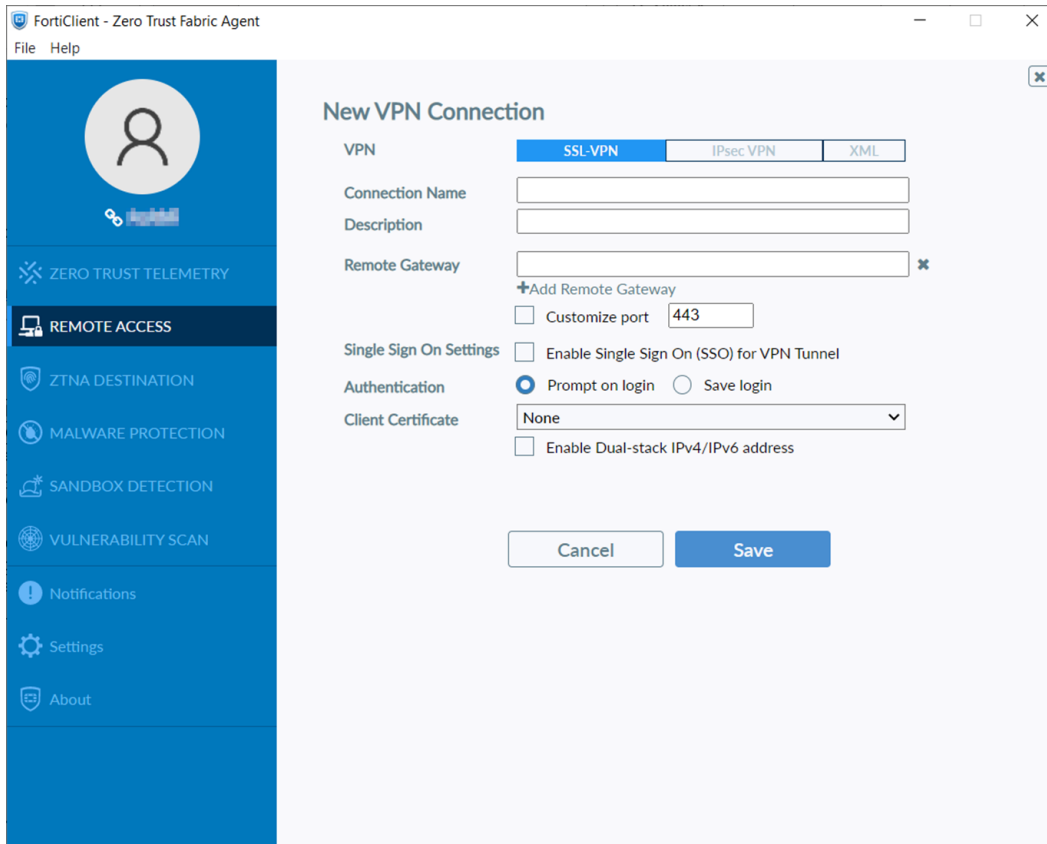 FortiClient - Zero Trust Fabric Agent
File Help
ZERO TRUST TELEMETRY
REMOTE ACCESS
ZTNA DESTINATION
MALWARE PROTECTION
SANDBOX DETECTION
VULNERABILITY SCAN
Notifications
Settings
About
New VPN Connection
VPN SSL-VPN IPsec VPN XML
Connection Name
Description
Remote Gateway
+Add Remote Gateway
Customize port 443
Single Sign On Settings Enable Single Sign On (SSO) for VPN Tunnel
Authentication Prompt on login Save login
Client Certificate None
Enable Dual-stack IPv4/IPv6 address
Cancel Save